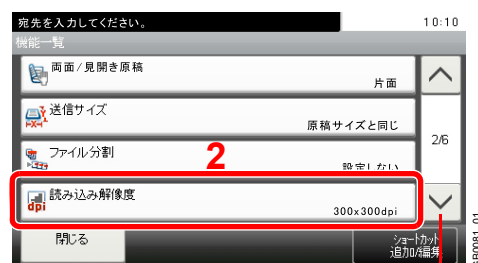 宛先を入力してください。 10:10
機能一覧
両面/見開き原稿
片面
送信サイズ
原稿サイズと同じ
2/6
ファイル分割
2
設定しない
読み込み解像度
dpi
300x300dpi
閉じる
ショートカット
追加/編集